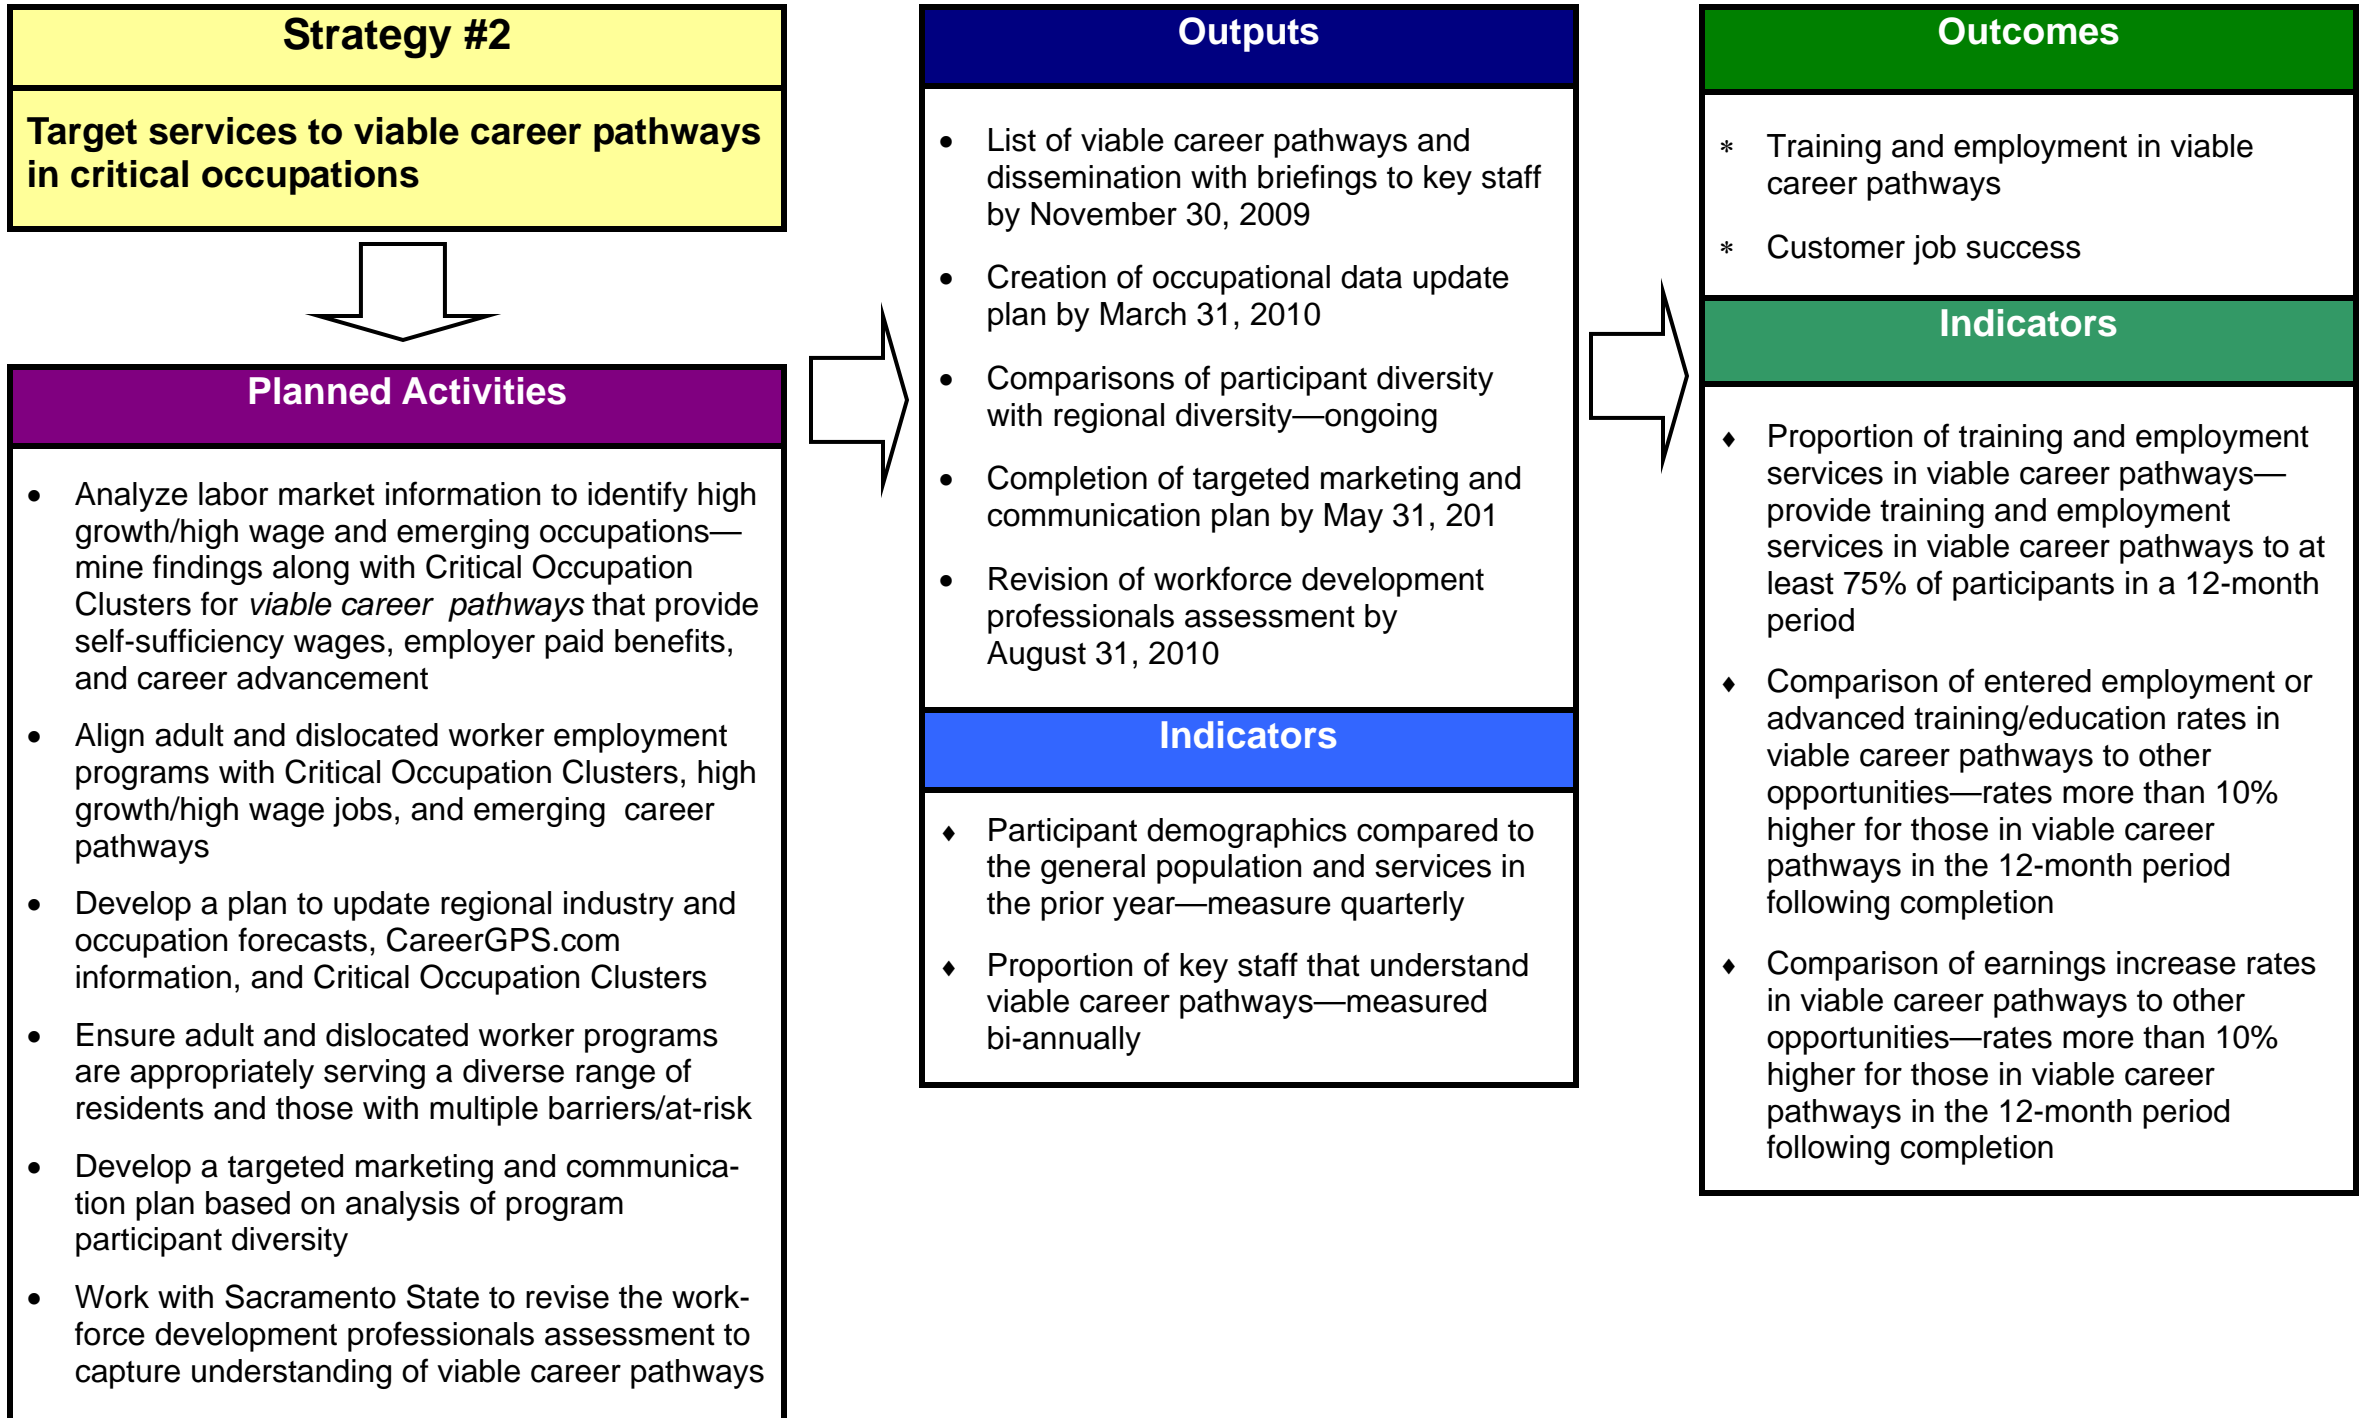 Strategy #2
Target services to viable career pathways
in critical occupations
Planned Activities
• Analyze labor market information to identify high
growth/high wage and emerging occupations—
mine findings along with Critical Occupation
Clusters for viable career pathways that provide
self-sufficiency wages, employer paid benefits,
and career advancement
• Align adult and dislocated worker employment
programs with Critical Occupation Clusters, high
growth/high wage jobs, and emerging career
pathways
• Develop a plan to update regional industry and
occupation forecasts, CareerGPS.com
information, and Critical Occupation Clusters
• Ensure adult and dislocated worker programs
are appropriately serving a diverse range of
residents and those with multiple barriers/at-risk
• Develop a targeted marketing and communica-
tion plan based on analysis of program
participant diversity
• Work with Sacramento State to revise the work-
force development professionals assessment to
capture understanding of viable career pathways
Outputs
• List of viable career pathways and
dissemination with briefings to key staff
by November 30, 2009
• Creation of occupational data update
plan by March 31, 2010
• Comparisons of participant diversity
with regional diversity—ongoing
• Completion of targeted marketing and
communication plan by May 31, 201
• Revision of workforce development
professionals assessment by
August 31, 2010
Indicators
♦ Participant demographics compared to
the general population and services in
the prior year—measure quarterly
♦ Proportion of key staff that understand
viable career pathways—measured
bi-annually
Outcomes
* Training and employment in viable
career pathways
* Customer job success
Indicators
♦ Proportion of training and employment
services in viable career pathways—
provide training and employment
services in viable career pathways to at
least 75% of participants in a 12-month
period
♦ Comparison of entered employment or
advanced training/education rates in
viable career pathways to other
opportunities—rates more than 10%
higher for those in viable career
pathways in the 12-month period
following completion
♦ Comparison of earnings increase rates
in viable career pathways to other
opportunities—rates more than 10%
higher for those in viable career
pathways in the 12-month period
following completion